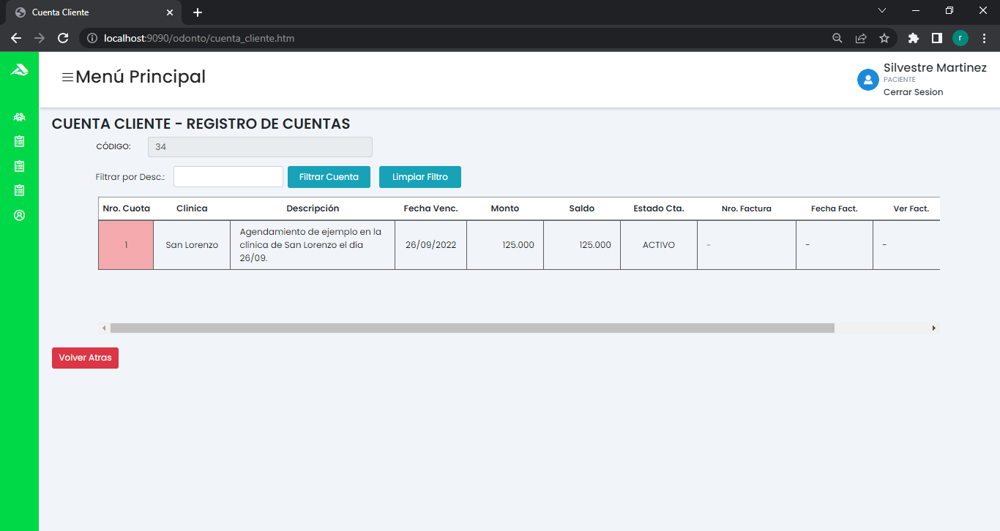 Cuenta Cliente
localhost:9090/odonto/cuenta_cliente.htm
r
Menú Principal
Silvestre Martinez
PACIENTE
Cerrar Sesion
CUENTA CLIENTE - REGISTRO DE CUENTAS
CÓDIGO: 34
Filtrar por Desc.: Filtrar Cuenta Limpiar Filtro
Nro. Cuota Clinica Descripción Fecha Venc. Monto Saldo Estado Cta. Nro. Factura Fecha Fact. Ver Fact.
1 San Lorenzo Agendamiento de ejemplo en la
clínica de San Lorenzo el día
26/09.
26/09/2022 125.000 125.000 ACTIVO - - -
Volver Atras